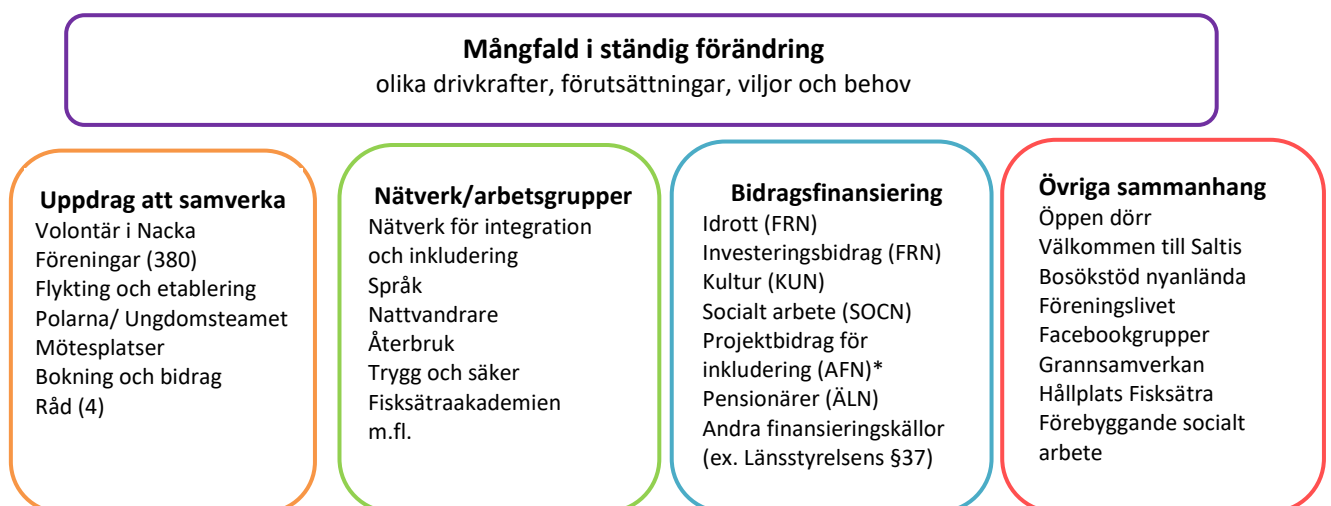 Mångfald i ständig förändring
olika drivkrafter, förutsättningar, viljor och behov
Uppdrag att samverka
Volontär i Nacka
Föreningar (380)
Flykting och etablering
Polarna/ Ungdomsteamet
Mötesplatser
Bokning och bidrag
Råd (4)
Nätverk/arbetsgrupper
Nätverk för integration
och inkludering
Språk
Nattvandrare
Återbruk
Trygg och säker
Fisksätraakademien
m.fl.
Bidragsfinansiering
Idrott (FRN)
Investeringsbidrag (FRN)
Kultur (KUN)
Socialt arbete (SOCN)
Projektbidrag för
inkludering (AFN)*
Pensionärer (ÄLN)
Andra finansieringskällor
(ex. Länsstyrelsens §37)
Övriga sammanhang
Öppen dörr
Välkommen till Saltis
Bosökstöd nyanlända
Föreningslivet
Facebookgrupper
Grannsamverkan
Hållplats Fisksätra
Förebyggande socialt
arbete